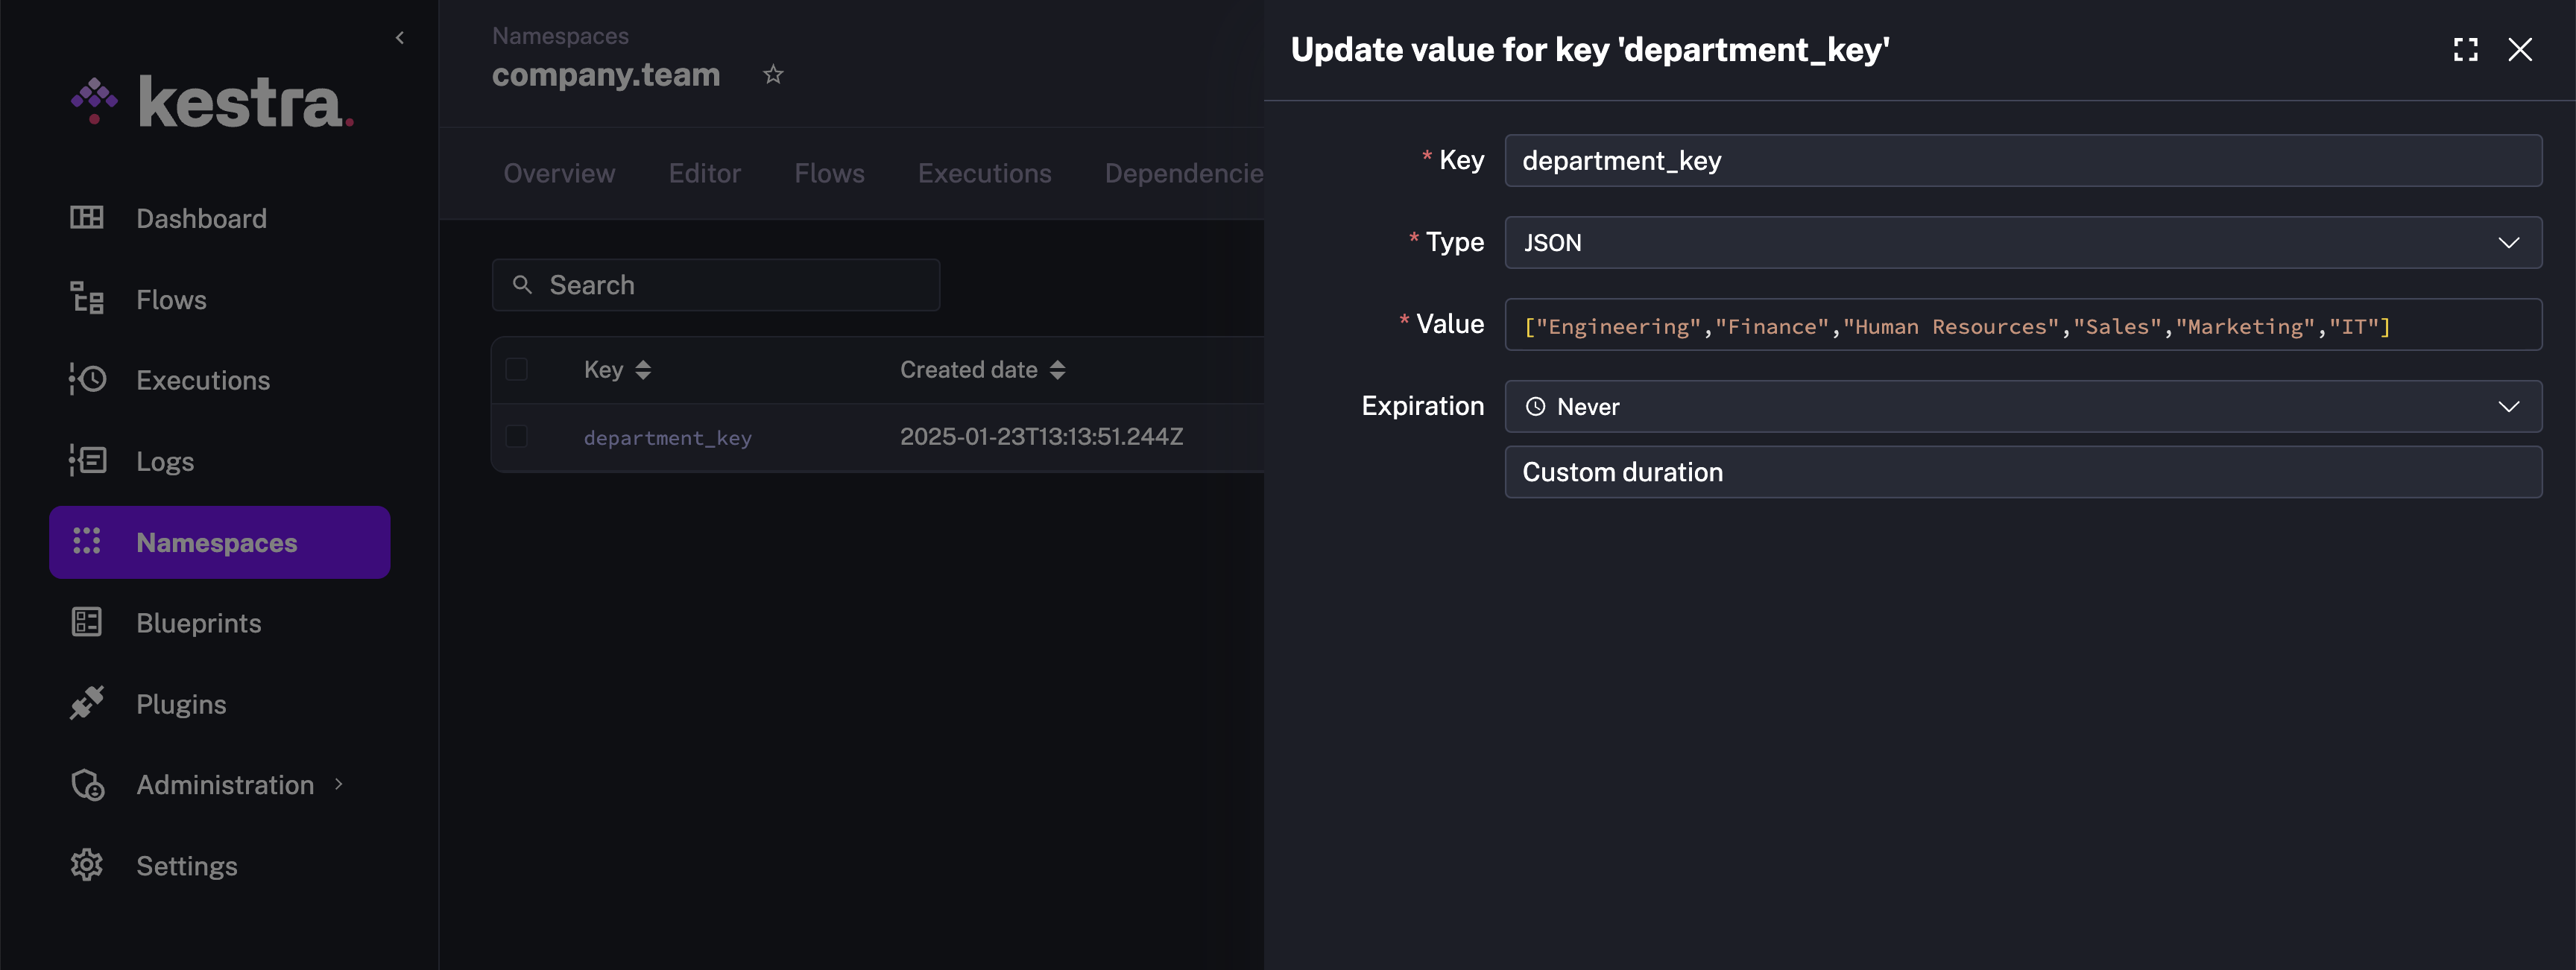 kestra.
Dashboard
Flows
Executions
Logs
Namespaces
Blueprints
Plugins
Administration
Settings
Namespaces
company.team
Overview Editor Flows Executions Dependencie
Search
Key Created date
department_key 2025-01-23T13:13:51.244Z
Update value for key 'department_key'
* Key department_key
* Type JSON
* Value ["Engineering","Finance","Human Resources","Sales","Marketing","IT"]
Expiration Never
Custom duration